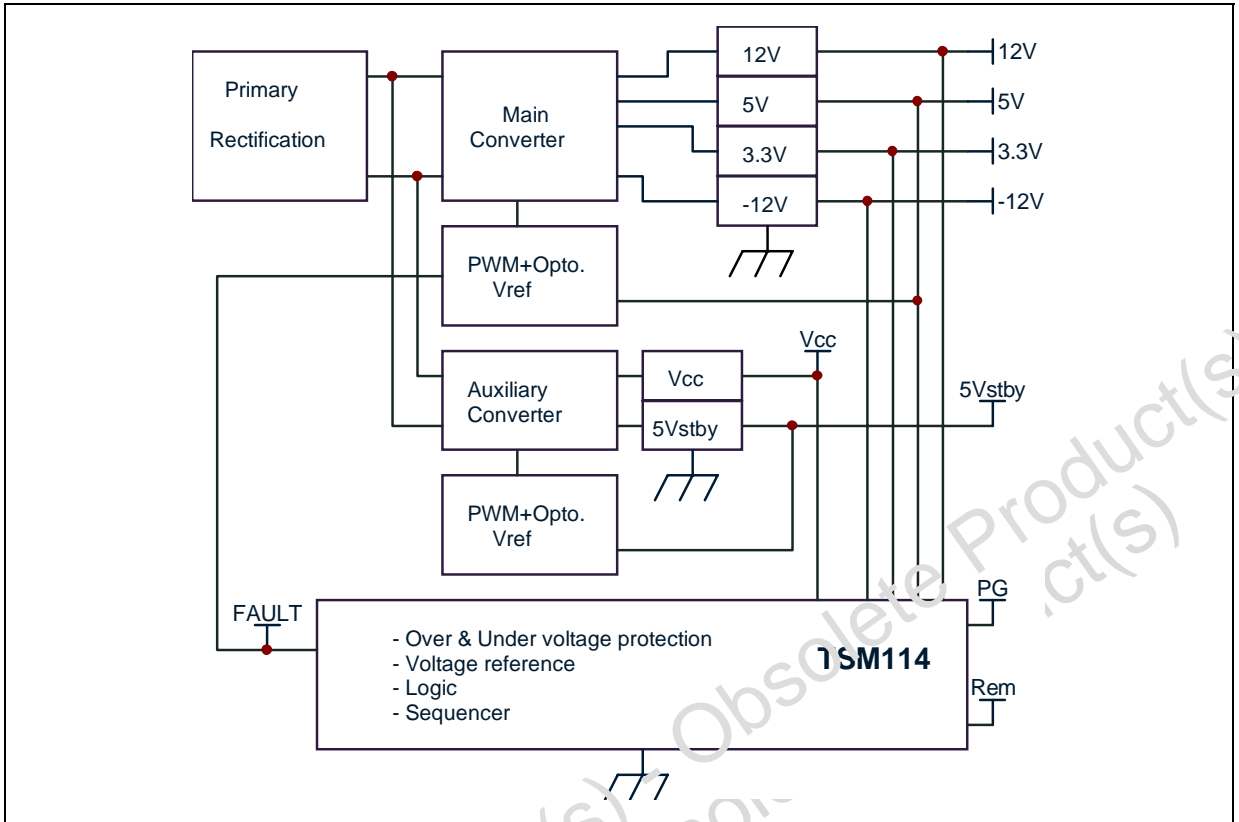 Primary
Rectification
Main
Converter
12V
5V
3.3V
-12V
12V
5V
3.3V
-12V
PWM+Opto.
Vref
Auxiliary
Converter
Vcc
5Vstby
Vcc
5Vstby
PWM+Opto.
Vref
FAULT
- Over & Under voltage protection
- Voltage reference
- Logic
- Sequencer
TSM114
PG
Rem
Obsolete Product(s)